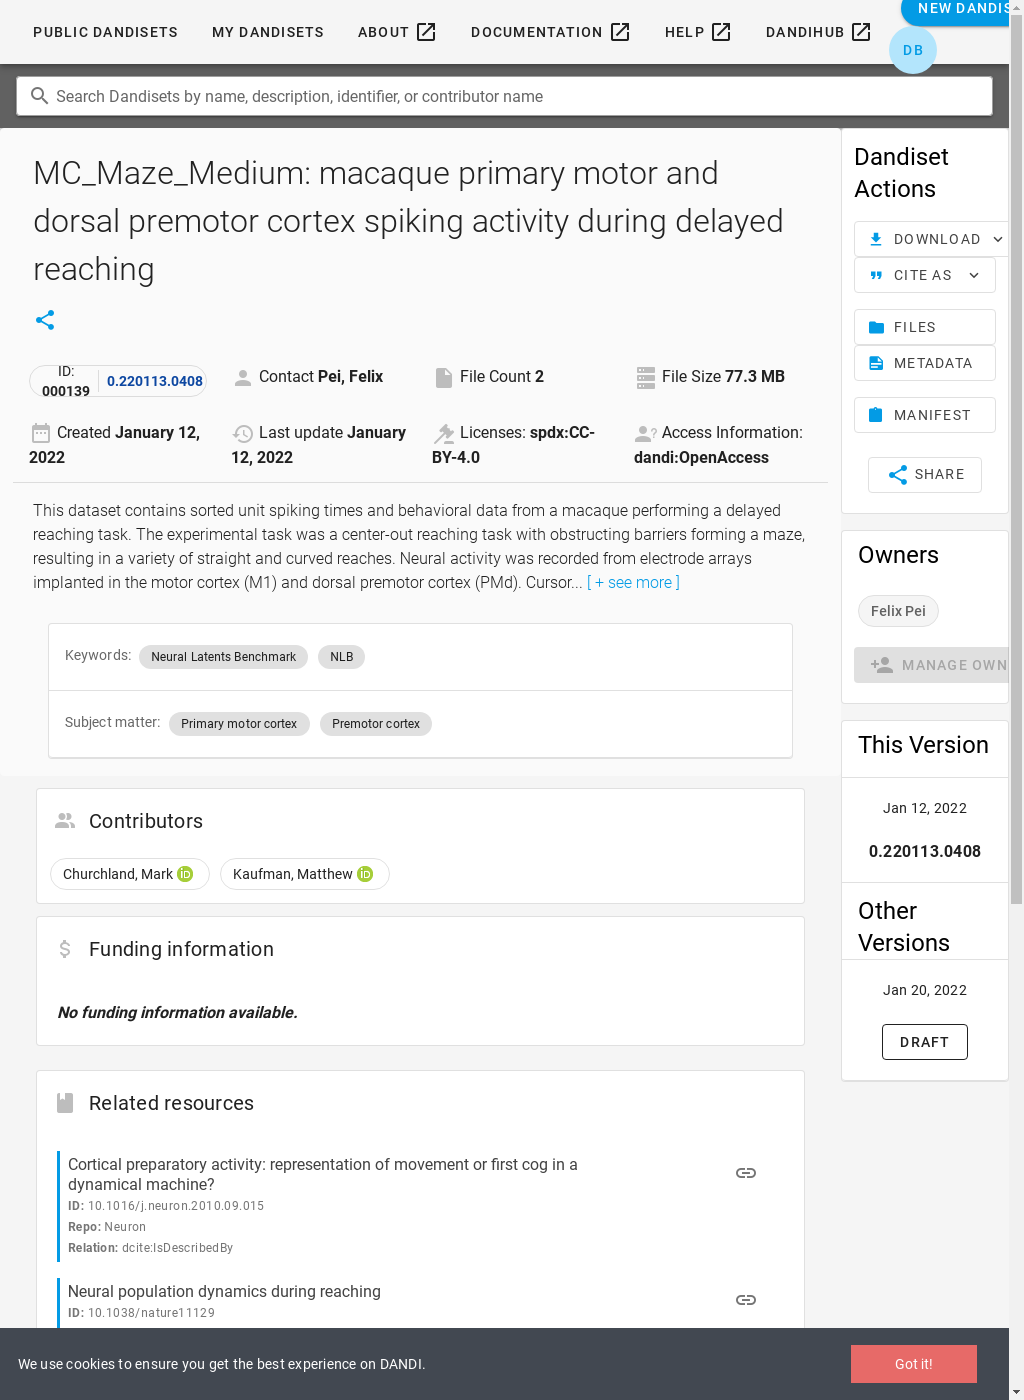 PUBLIC DANDISETS
MY DANDISETS
ABOUT
DOCUMENTATION
HELP
DANDIHUB
NEW DANDIS
DB
Search Dandisets by name, description, identifier, or contributor name
MC_Maze_Medium: macaque primary motor and
dorsal premotor cortex spiking activity during delayed
reaching
ID:
000139
0.220113.0408
Contact Pei, Felix
File Count 2
File Size 77.3 MB
Created January 12,
2022
Last update January
12, 2022
Licenses: spdx:CC-
BY-4.0
Access Information:
dandi:OpenAccess
This dataset contains sorted unit spiking times and behavioral data from a macaque performing a delayed
reaching task. The experimental task was a center-out reaching task with obstructing barriers forming a maze,
resulting in a variety of straight and curved reaches. Neural activity was recorded from electrode arrays
implanted in the motor cortex (M1) and dorsal premotor cortex (PMd). Cursor... [ + see more ]
Keywords: Neural Latents Benchmark NLB
Subject matter: Primary motor cortex Premotor cortex
Contributors
Churchland, Mark iD
Kaufman, Matthew iD
Funding information
No funding information available.
Related resources
Cortical preparatory activity: representation of movement or first cog in a
dynamical machine?
ID: 10.1016/j.neuron.2010.09.015
Repo: Neuron
Relation: dcite:IsDescribedBy
Neural population dynamics during reaching
ID: 10.1038/nature11129
Dandiset
Actions
DOWNLOAD
CITE AS
FILES
METADATA
MANIFEST
SHARE
Owners
Felix Pei
MANAGE OWN
This Version
Jan 12, 2022
0.220113.0408
Other
Versions
Jan 20, 2022
DRAFT
We use cookies to ensure you get the best experience on DANDI.
Got it!